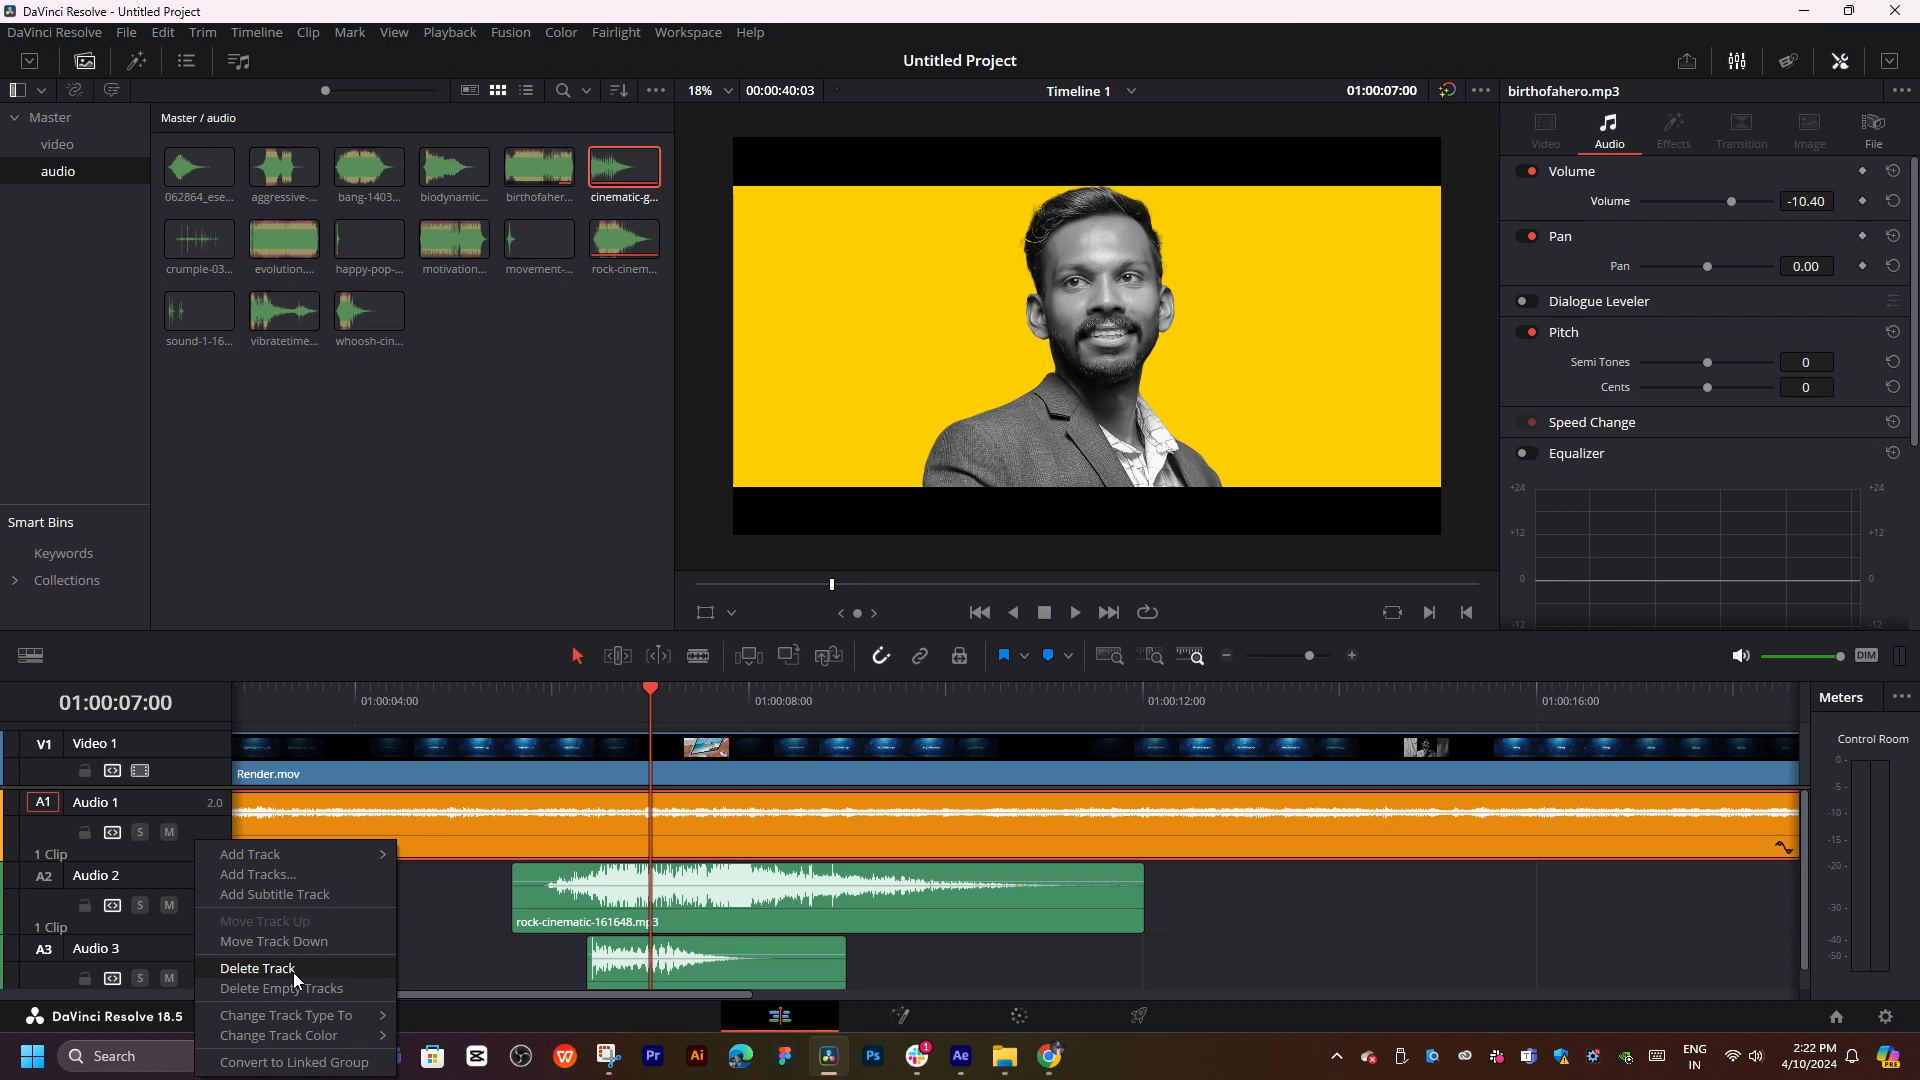 DaVinci Resolve - Untitled Project
DaVinci Resolve File Edit Trim Timeline Clip Mark View Playback Fusion Color Fairlight Workspace Help
Untitled Project
18% 00:00:40:03 Timeline 1 01:00:07:00 birthofahero.mp3
Master
video
audio
Master / audio
062864_ese... aggressive-... bang-1403... biodynamic... birthofaher... cinematic-g...
crumple-03... evolution.... happy-pop-... motivation... movement-... rock-cinem...
sound-1-16... vibratetime... whoosh-cin...
Smart Bins
Keywords
Collections
Video Audio Effects Transition Image File
Volume
Volume -10.40
Pan
Pan 0.00
Dialogue Leveler
Pitch
Semi Tones 0
Cents 0
Speed Change
Equalizer
+24 +24
+12 +12
0 0
-12 -12
DIM
01:00:07:00
01:00:04:00 01:00:08:00 01:00:12:00 01:00:16:00
V1 Video 1
Render.mov
A1 Audio 1 2.0
S M
1 Clip
A2 Audio 2
S M
1 Clip
rock-cinematic-161648.mp3
A3 Audio 3
S M
Add Track
Add Tracks...
Add Subtitle Track
Move Track Up
Move Track Down
Delete Track
Delete Empty Tracks
Change Track Type To
Change Track Color
Convert to Linked Group
Meters
Control Room
0
-5
-10
-15
-20
-30
-40
-50
DaVinci Resolve 18.5
Search
Pr Ai Ps 1 Ae
ENG
IN
2:22 PM
4/10/2024
PRE